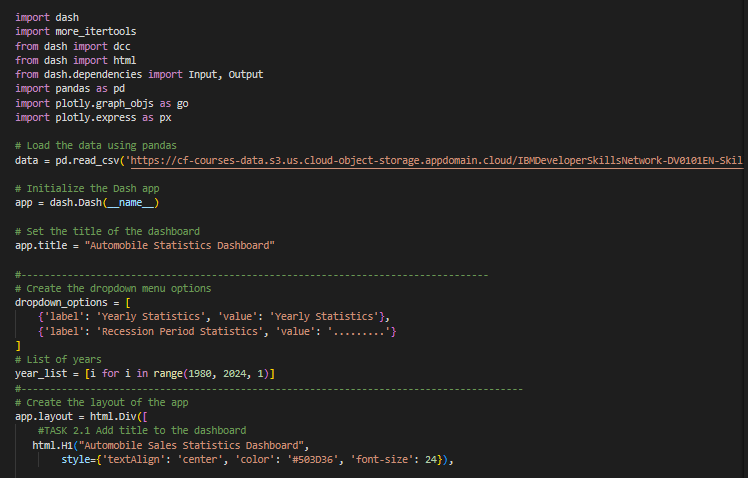 import dash
import more_itertools
from dash import dcc
from dash import html
from dash.dependencies import Input, Output
import pandas as pd
import plotly.graph_objs as go
import plotly.express as px
# Load the data using pandas
data = pd.read_csv('https://cf-courses-data.s3.us.cloud-object-storage.appdomain.cloud/IBMDeveloperSkillsNetwork-DV0101EN-Skil
# Initialize the Dash app
app = dash.Dash(__name__)
# Set the title of the dashboard
app.title = "Automobile Statistics Dashboard"
#---------------------------------------------------------------------------------
# Create the dropdown menu options
dropdown_options = [
    {'label': 'Yearly Statistics', 'value': 'Yearly Statistics'},
    {'label': 'Recession Period Statistics', 'value': '.........'}
]
# List of years
year_list = [i for i in range(1980, 2024, 1)]
#---------------------------------------------------------------------------------------
# Create the layout of the app
app.layout = html.Div([
    #TASK 2.1 Add title to the dashboard
   html.H1("Automobile Sales Statistics Dashboard",
        style={'textAlign': 'center', 'color': '#503D36', 'font-size': 24}),